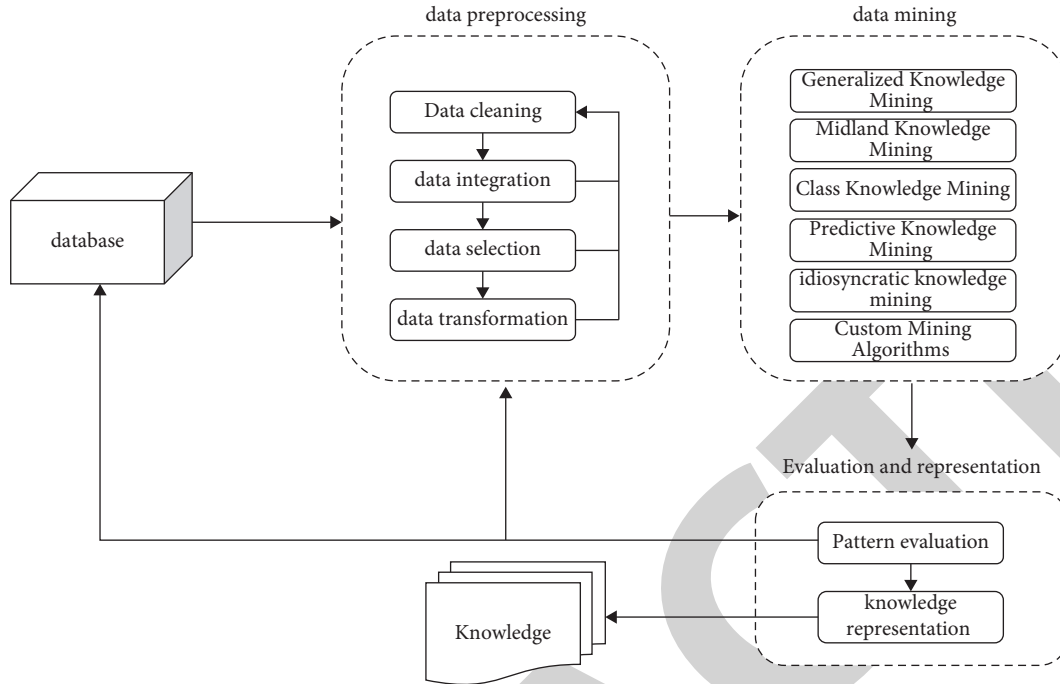 data preprocessing
data mining
database
Data cleaning
data integration
data selection
data transformation
Generalized Knowledge
Mining
Midland Knowledge
Mining
Class Knowledge Mining
Predictive Knowledge
Mining
idiosyncratic knowledge
mining
Custom Mining
Algorithms
Evaluation and representation
Pattern evaluation
knowledge
representation
Knowledge